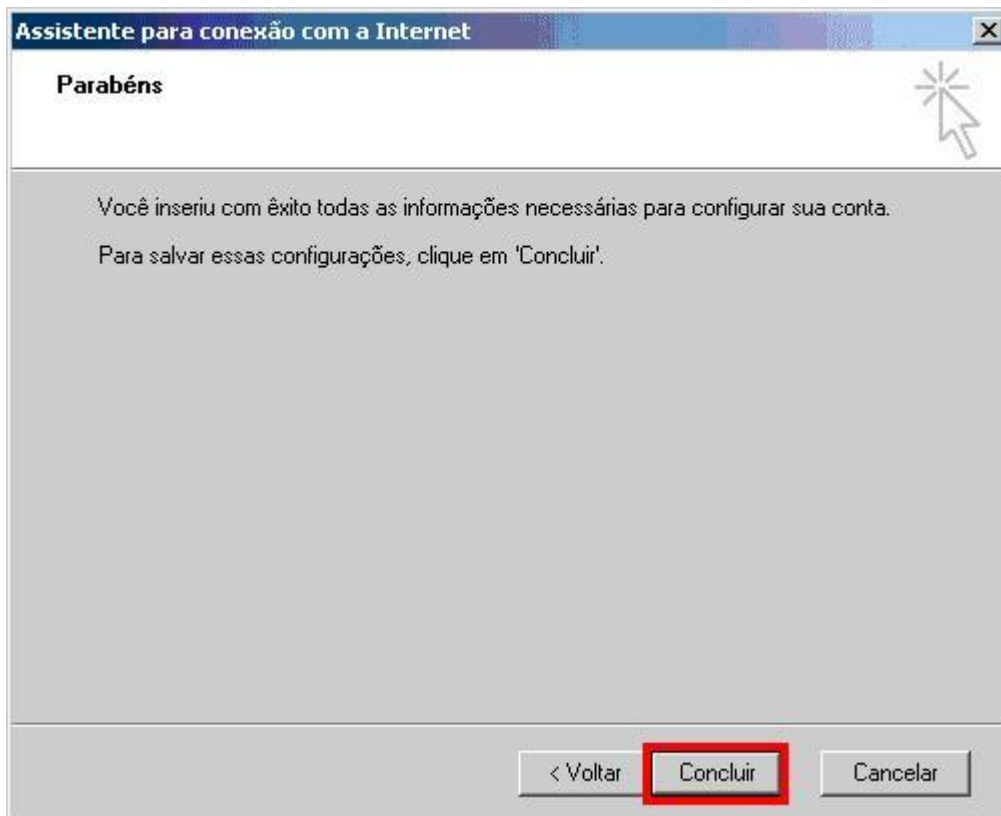 Assistente para conexão com a Internet
Parabéns
Você inseriu com êxito todas as informações necessárias para configurar sua conta.
Para salvar essas configurações, clique em 'Concluir'.
< Voltar Concluir Cancelar